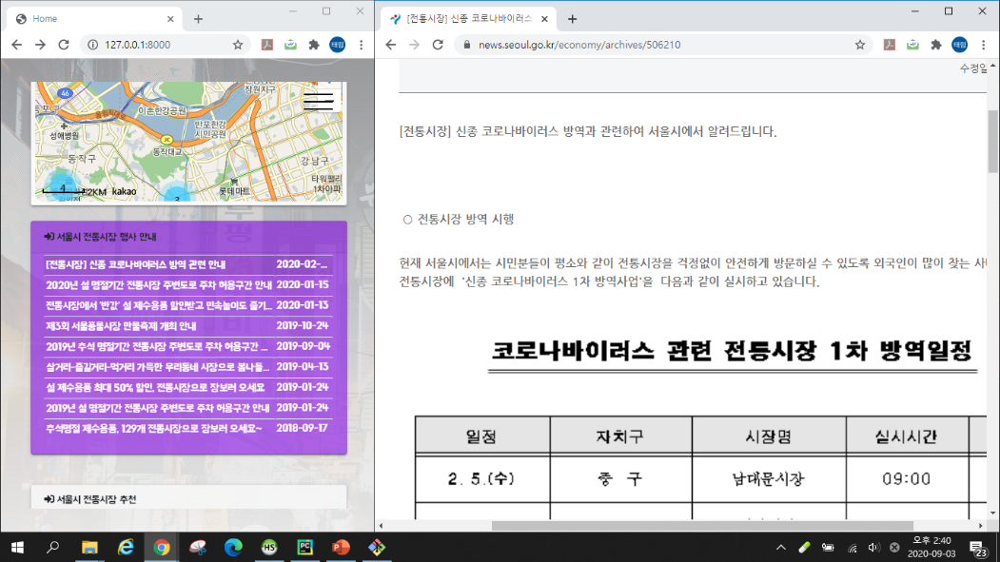 Home
127.0.0.1:8000
태림
46
이촌한강공원
잠원지구
반포한강
시민공원
성애병원
JC
동작대교
동작구
강남구
타워팰리
1차아파
롯데마트
4
2KM kakao
3
서울시 전통시장 행사 안내
[전통시장] 신종 코로나바이러스 방역 관련 안내 2020-02-...
2020년 설 명절기간 전통시장 주변도로 주차 허용구간 안내 2020-01-15
전통시장에서 '반값' 설 제수용품 할인받고 민속놀이도 즐기... 2020-01-13
제3회 서울풍물시장 만물축제 개최 안내 2019-10-24
2019년 추석 명절기간 전통시장 주변도로 주차 허용구간 ... 2019-09-04
살거리-즐길거리-먹거리 가득한 우리동네 시장으로 봄나들... 2019-04-13
설 제수용품 최대 50% 할인, 전통시장으로 장보러 오세요 2019-01-24
2019년 설 명절기간 전통시장 주변도로 주차 허용구간 안내 2019-01-24
추석명절 제수용품, 129개 전통시장으로 장보러 오세요~ 2018-09-17
서울시 전통시장 추천
[전통시장] 신종 코로나바이러스
news.seoul.go.kr/economy/archives/506210
태림
수정일
[전통시장] 신종 코로나바이러스 방역과 관련하여 서울시에서 알려드립니다.
○ 전통시장 방역 시행
현재 서울시에서는 시민분들이 평소와 같이 전통시장을 걱정없이 안전하게 방문하실 수 있도록 외국인이 많이 찾는 사
전통시장에 '신종 코로나바이러스 1차 방역사업'을 다음과 같이 실시하고 있습니다.
코로나바이러스 관련 전통시장 1차 방역일정
일정 자치구 시장명 실시시간
2. 5.(수) 중 구 남대문시장 09:00
HS
PC
오후 2:40
2020-09-03
23